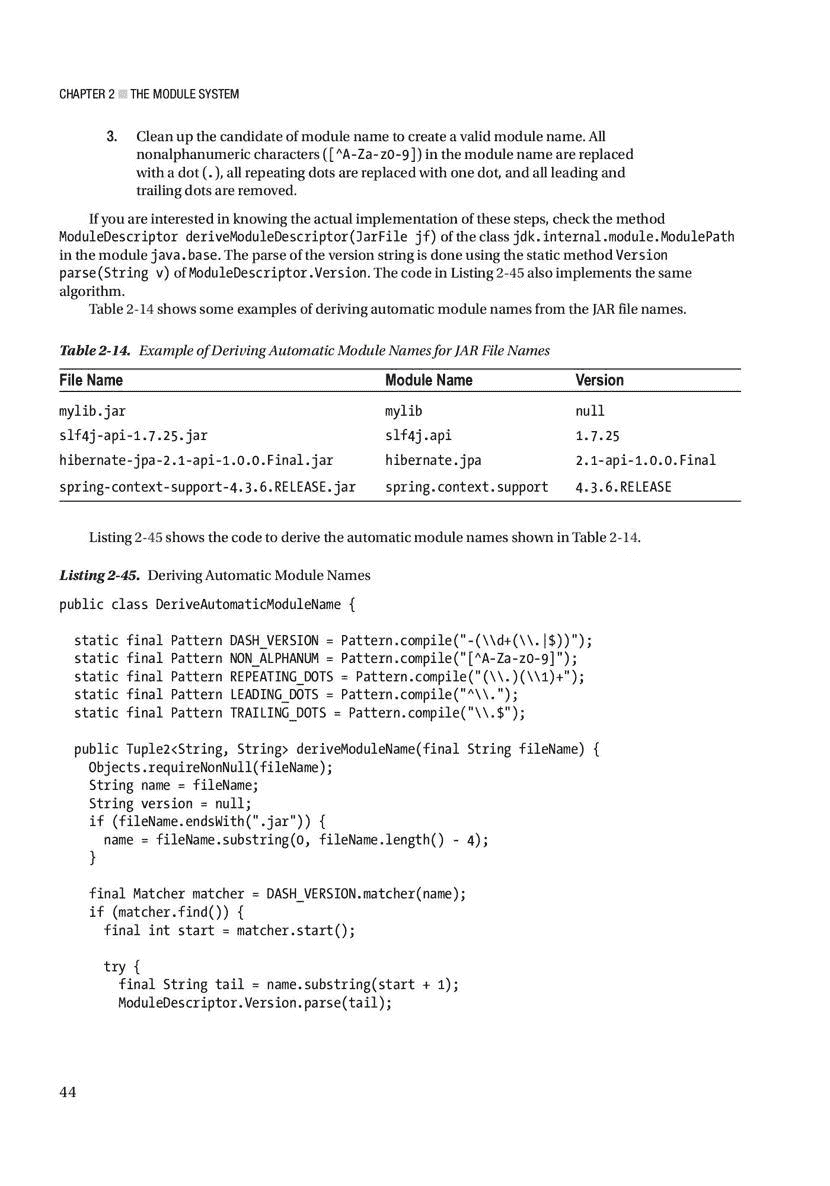 CHAPTER 2 ■ THE MODULE SYSTEM
3. Clean up the candidate of module name to create a valid module name. All
nonalphanumeric characters ([^A-Za-z0-9]) in the module name are replaced
with a dot (.), all repeating dots are replaced with one dot, and all leading and
trailing dots are removed.
If you are interested in knowing the actual implementation of these steps, check the method
ModuleDescriptor deriveModuleDescriptor(JarFile jf) of the class jdk.internal.module.ModulePath
in the module java.base. The parse of the version string is done using the static method Version
parse(String v) of ModuleDescriptor.Version. The code in Listing 2-45 also implements the same
algorithm.
Table 2-14 shows some examples of deriving automatic module names from the JAR file names.
Table 2-14. Example of Deriving Automatic Module Names for JAR File Names
File Name Module Name Version
mylib.jar mylib null
slf4j-api-1.7.25.jar slf4j.api 1.7.25
hibernate-jpa-2.1-api-1.0.0.Final.jar hibernate.jpa 2.1-api-1.0.0.Final
spring-context-support-4.3.6.RELEASE.jar spring.context.support 4.3.6.RELEASE
Listing 2-45 shows the code to derive the automatic module names shown in Table 2-14.
Listing 2-45. Deriving Automatic Module Names
public class DeriveAutomaticModuleName {
static final Pattern DASH_VERSION = Pattern.compile("-(\\d+(\\.|$))");
static final Pattern NON_ALPHANUM = Pattern.compile("[^A-Za-z0-9]");
static final Pattern REPEATING_DOTS = Pattern.compile("(\\.)(\\1)+");
static final Pattern LEADING_DOTS = Pattern.compile("^\\.");
static final Pattern TRAILING_DOTS = Pattern.compile("\\.$");
public Tuple2<String, String> deriveModuleName(final String fileName) {
Objects.requireNonNull(fileName);
String name = fileName;
String version = null;
if (fileName.endsWith(".jar")) {
name = fileName.substring(0, fileName.length() - 4);
}
final Matcher matcher = DASH_VERSION.matcher(name);
if (matcher.find()) {
final int start = matcher.start();
try {
final String tail = name.substring(start + 1);
ModuleDescriptor.Version.parse(tail);
44